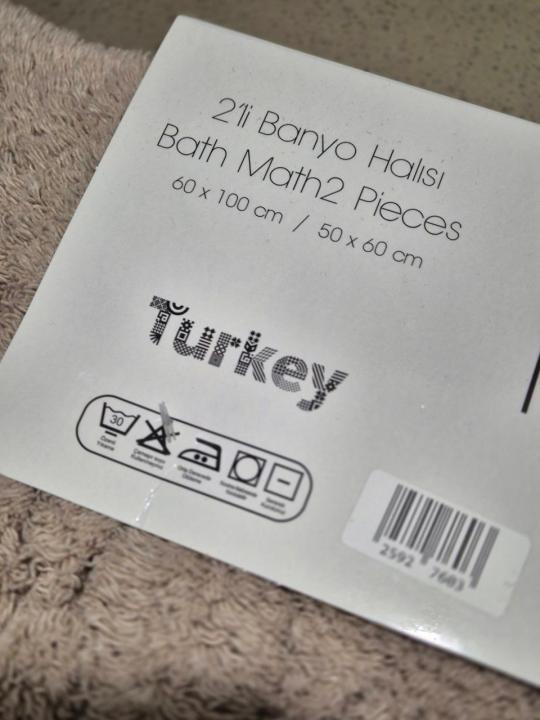 2'li Banyo Halısı
Bath Math2 Pieces
60 x 100 cm / 50 x 60 cm
Turkey
30
2592 7603